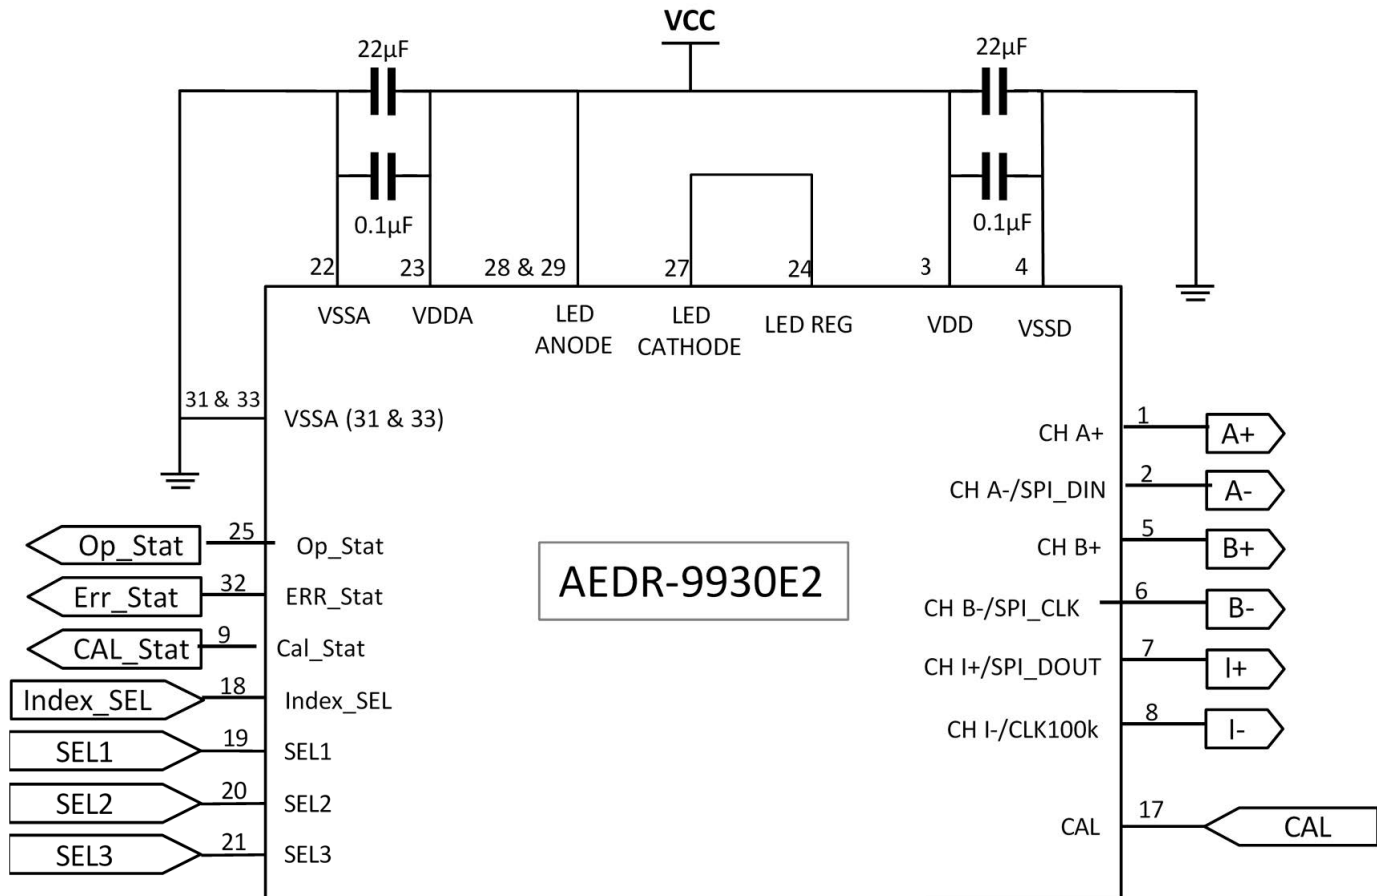 VCC
22µF
22µF
0.1µF
0.1µF
22
23
28 & 29
27
24
3
4
VSSA
VDDA
LED
ANODE
LED
CATHODE
LED REG
VDD
VSSD
31 & 33
VSSA (31 & 33)
CH A+
1
A+
CH A-/SPI_DIN
2
A-
Op_Stat
25
Op_Stat
CH B+
5
B+
AEDR-9930E2
Err_Stat
32
ERR_Stat
CH B-/SPI_CLK
6
B-
CAL_Stat
9
Cal_Stat
CH I+/SPI_DOUT
7
I+
Index_SEL
18
Index_SEL
CH I-/CLK100k
8
I-
SEL1
19
SEL1
SEL2
20
SEL2
CAL
17
CAL
SEL3
21
SEL3